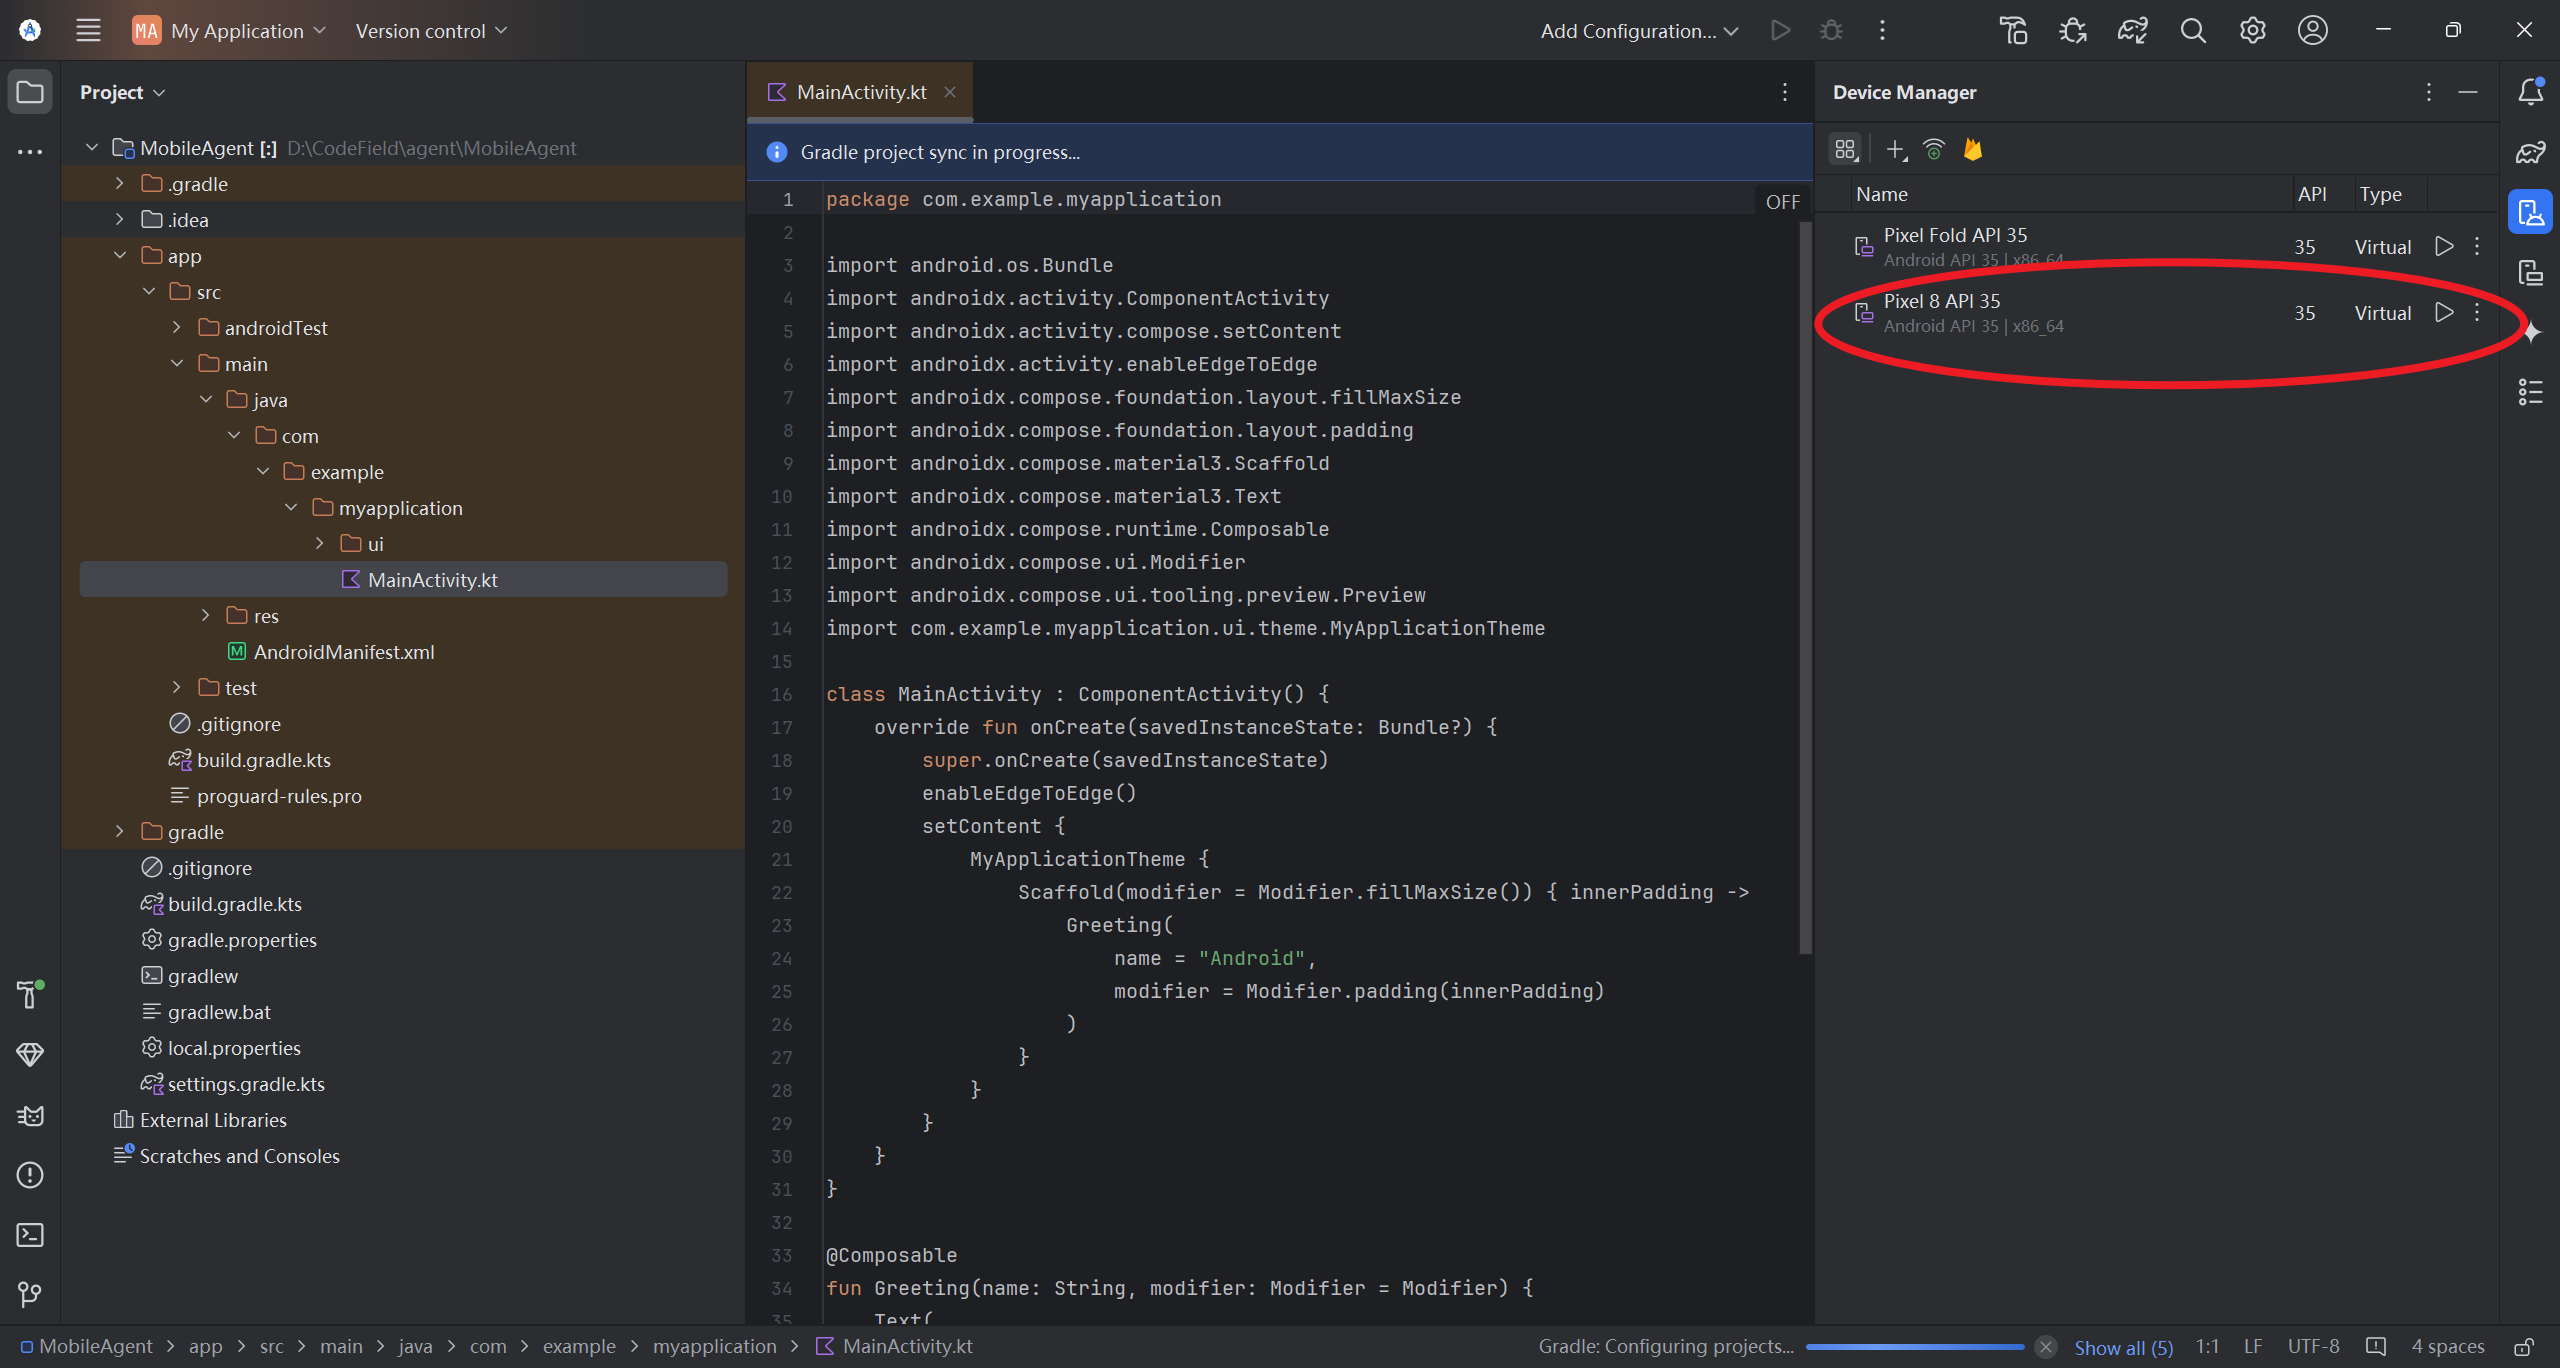 MA My Application Version control Add Configuration...
Project
MobileAgent [:] D:\CodeField\agent\MobileAgent
.gradle
.idea
app
src
androidTest
main
java
com
example
myapplication
ui
MainActivity.kt
res
AndroidManifest.xml
test
.gitignore
build.gradle.kts
proguard-rules.pro
gradle
.gitignore
build.gradle.kts
gradle.properties
gradlew
gradlew.bat
local.properties
settings.gradle.kts
External Libraries
Scratches and Consoles
MainActivity.kt
Gradle project sync in progress...
OFF
1 package com.example.myapplication
2
3 import android.os.Bundle
4 import androidx.activity.ComponentActivity
5 import androidx.activity.compose.setContent
6 import androidx.activity.enableEdgeToEdge
7 import androidx.compose.foundation.layout.fillMaxSize
8 import androidx.compose.foundation.layout.padding
9 import androidx.compose.material3.Scaffold
10 import androidx.compose.material3.Text
11 import androidx.compose.runtime.Composable
12 import androidx.compose.ui.Modifier
13 import androidx.compose.ui.tooling.preview.Preview
14 import com.example.myapplication.ui.theme.MyApplicationTheme
15
16 class MainActivity : ComponentActivity() {
17 override fun onCreate(savedInstanceState: Bundle?) {
18 super.onCreate(savedInstanceState)
19 enableEdgeToEdge()
20 setContent {
21 MyApplicationTheme {
22 Scaffold(modifier = Modifier.fillMaxSize()) { innerPadding ->
23 Greeting(
24 name = "Android",
25 modifier = Modifier.padding(innerPadding)
26 )
27 }
28 }
29 }
30 }
31 }
32
33 @Composable
34 fun Greeting(name: String, modifier: Modifier = Modifier) {
35 Text(
Device Manager
Name API Type
Pixel Fold API 35
Android API 35 | x86_64
35 Virtual
Pixel 8 API 35
Android API 35 | x86_64
35 Virtual
MobileAgent > app > src > main > java > com > example > myapplication > MainActivity.kt
Gradle: Configuring projects... Show all (5) 1:1 LF UTF-8 4 spaces